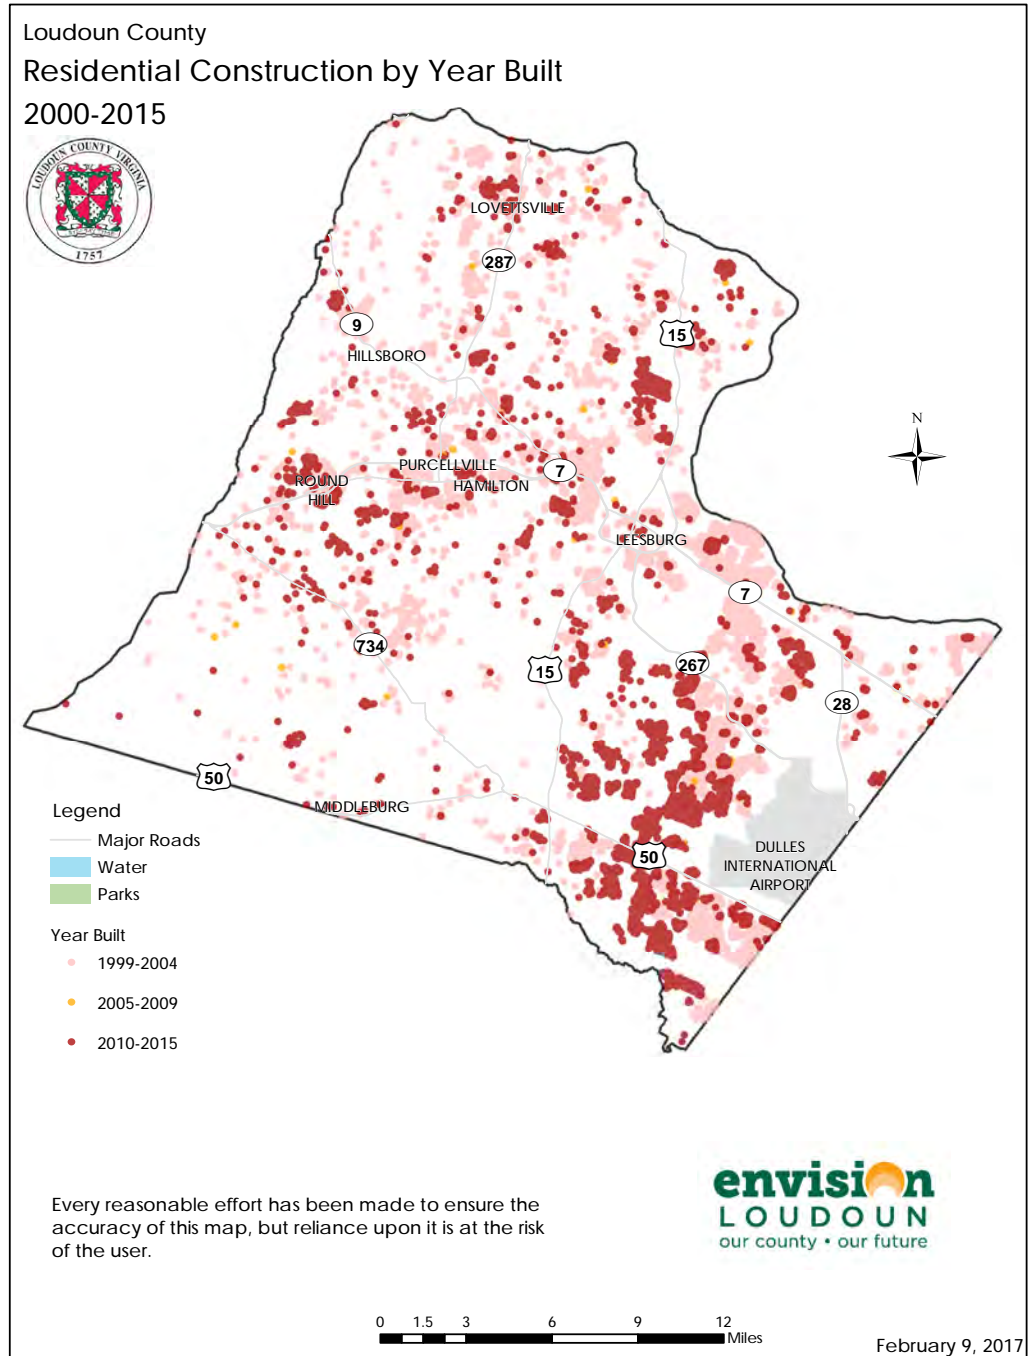 Loudoun County
Residential Construction by Year Built
2000-2015
LOUDOUN COUNTY VIRGINIA
1757
LOVETTSVILLE
287
9
15
HILLSBORO
N
PURCELLVILLE
7
HAMILTON
ROUND
HILL
LEESBURG
7
734
15
267
28
50
MIDDLEBURG
50
DULLES
INTERNATIONAL
AIRPORT
Legend
Major Roads
Water
Parks
Year Built
1999-2004
2005-2009
2010-2015
Every reasonable effort has been made to ensure the
accuracy of this map, but reliance upon it is at the risk
of the user.
envision
LOUDOUN
our county • our future
0 1.5 3 6 9 12
Miles
February 9, 2017